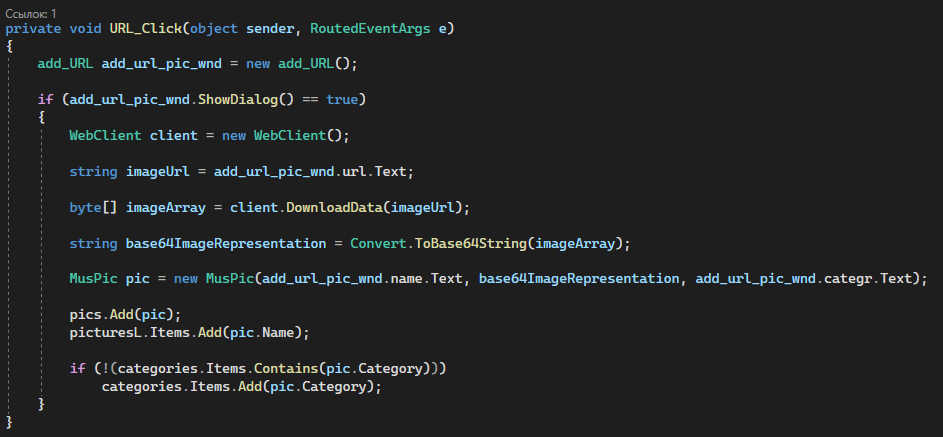 Ссылок: 1
private void URL_Click(object sender, RoutedEventArgs e)
{
    add_URL add_url_pic_wnd = new add_URL();

    if (add_url_pic_wnd.ShowDialog() == true)
    {
        WebClient client = new WebClient();

        string imageUrl = add_url_pic_wnd.url.Text;

        byte[] imageArray = client.DownloadData(imageUrl);

        string base64ImageRepresentation = Convert.ToBase64String(imageArray);

        MusPic pic = new MusPic(add_url_pic_wnd.name.Text, base64ImageRepresentation, add_url_pic_wnd.categr.Text);

        pics.Add(pic);
        picturesL.Items.Add(pic.Name);

        if (!(categories.Items.Contains(pic.Category)))
            categories.Items.Add(pic.Category);
    }
}